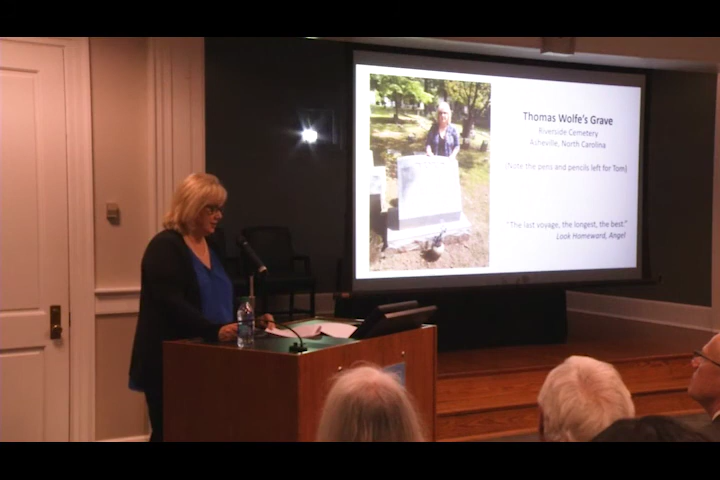 Thomas Wolfe's Grave
Riverside Cemetery
Asheville, North Carolina
(Note the pens and pencils left for Tom)
"The last voyage, the longest, the best."
Look Homeward, Angel